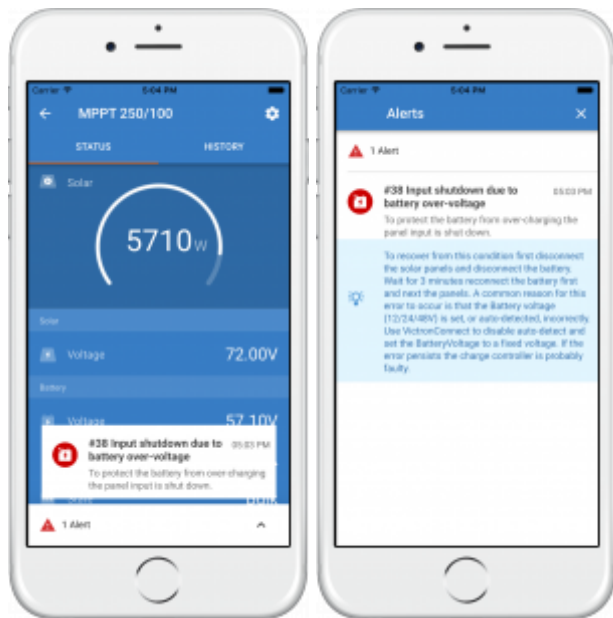 Carrier 5:04 PM
MPPT 250/100
STATUS HISTORY
Solar
5710W
Solar
Voltage 72.00V
Battery
Voltage 57.10V
#38 Input shutdown due to 05:03 PM
battery over-voltage
To protect the battery from over-charging
the panel input is shut down.
1 Alert
Carrier 5:04 PM
Alerts
1 Alert
#38 Input shutdown due to 05:03 PM
battery over-voltage
To protect the battery from over-charging the
panel input is shut down.
To recover from this condition first disconnect
the solar panels and disconnect the battery.
Wait for 3 minutes reconnect the battery first
and next the panels. A common reason for this
error to occur is that the Battery voltage
(12/24/48V) is set, or auto-detected, incorrectly.
Use VictronConnect to disable auto-detect and
set the BatteryVoltage to a fixed voltage. If the
error persists the charge controller is probably
faulty.